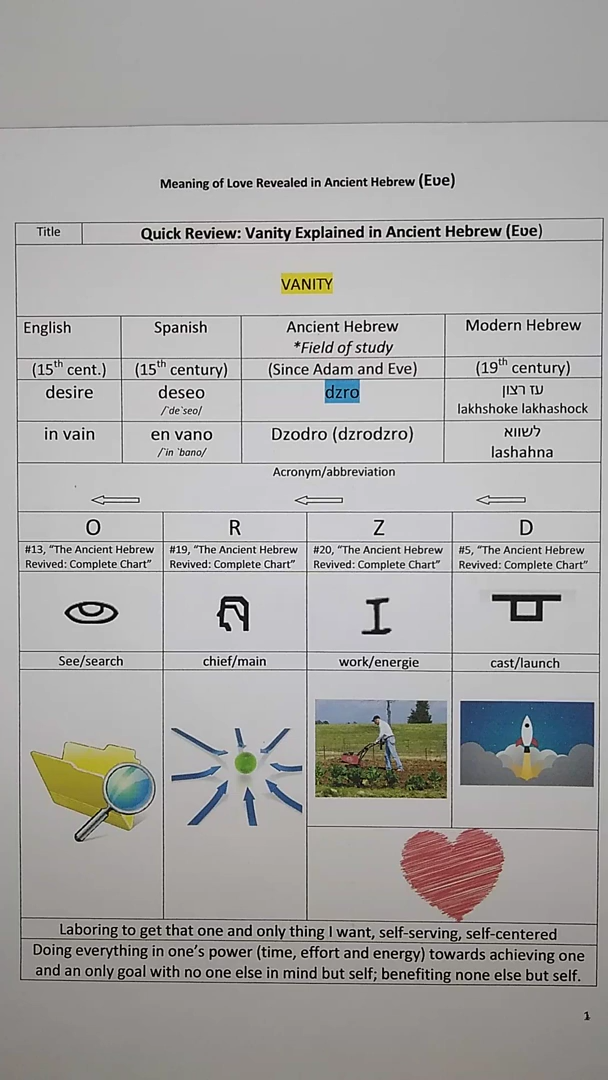 Meaning of Love Revealed in Ancient Hebrew (Eʋe)
Title
Quick Review: Vanity Explained in Ancient Hebrew (Eʋe)
VANITY
English
Spanish
Ancient Hebrew
*Field of study
Modern Hebrew
(15th cent.)
(15th century)
(Since Adam and Eve)
(19th century)
desire
deseo
/ˈdeˈseo/
dzro
עז רצון
lakhshoke lakhashock
in vain
en vano
/ˈin ˈbano/
Dzodro (dzrodzro)
לשווא
lashahna
Acronym/abbreviation
O
R
Z
D
#13, “The Ancient Hebrew
Revived: Complete Chart”
#19, “The Ancient Hebrew
Revived: Complete Chart”
#20, “The Ancient Hebrew
Revived: Complete Chart”
#5, “The Ancient Hebrew
Revived: Complete Chart”
See/search
chief/main
work/energie
cast/launch
Laboring to get that one and only thing I want, self-serving, self-centered
Doing everything in one’s power (time, effort and energy) towards achieving one
and an only goal with no one else in mind but self; benefiting none else but self.
1